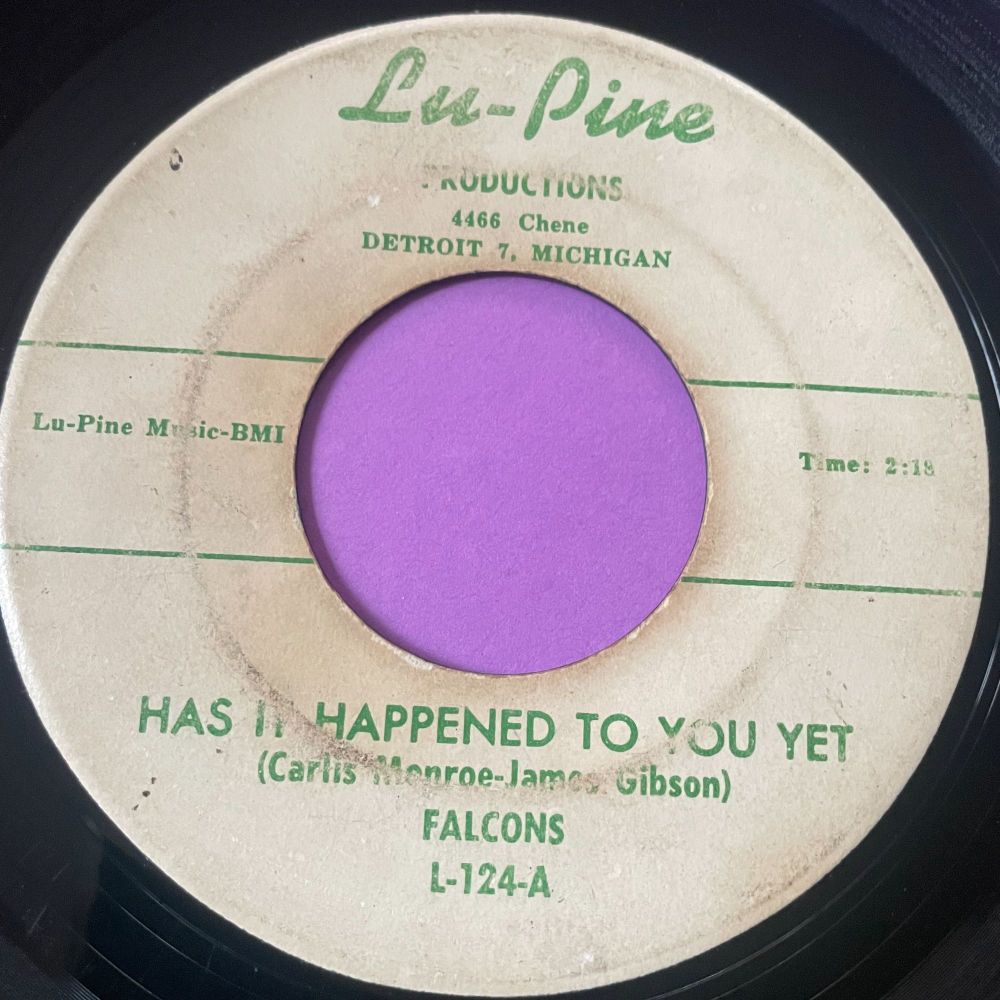 Lu-Pine
PRODUCTIONS
4466 Chene
DETROIT 7, MICHIGAN
Lu-Pine Music-BMI
Time: 2:18
HAS IT HAPPENED TO YOU YET
(Carlis Monroe-James Gibson)
FALCONS
L-124-A